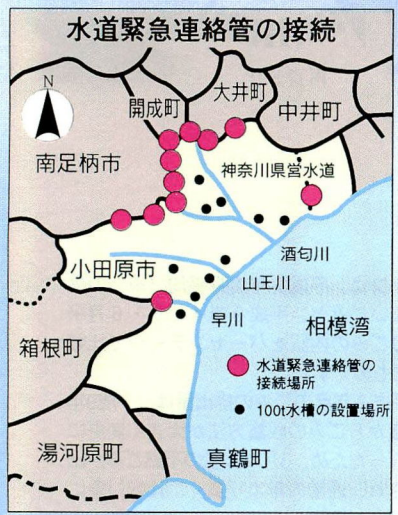 水道緊急連絡管の接続
N
大井町
開成町
中井町
南足柄市
神奈川県営水道
酒匂川
小田原市
山王川
早川
相模湾
箱根町
水道緊急連絡管の
接続場所
100t水槽の設置場所
湯河原町
真鶴町